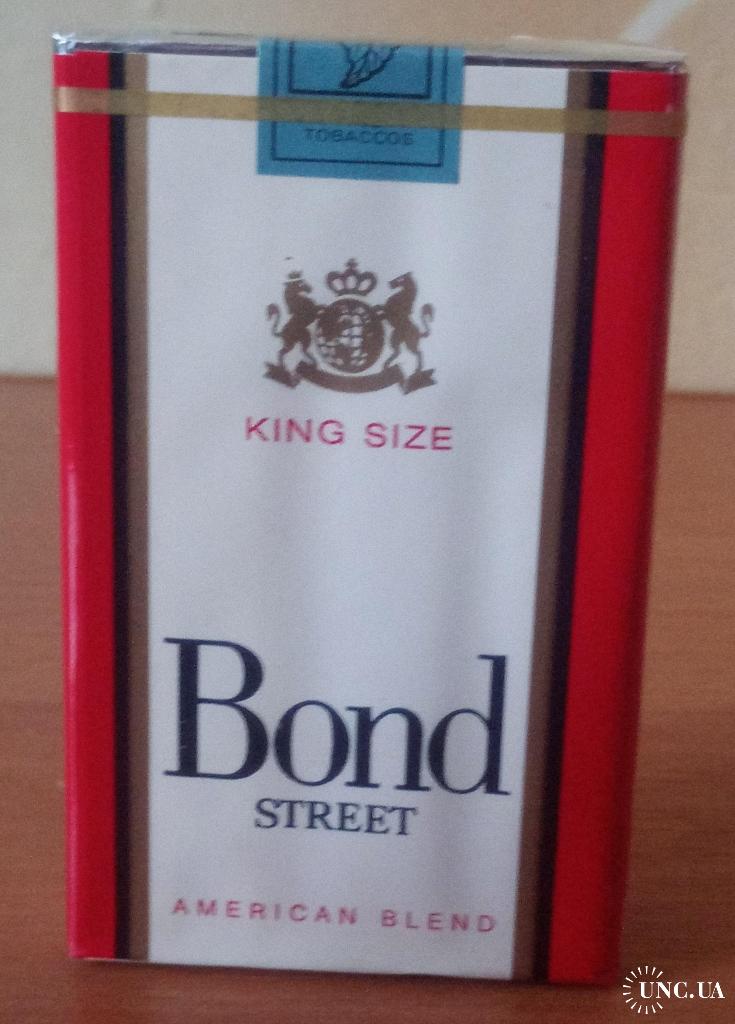 TOBACCOS
KING SIZE
Bond
STREET
AMERICAN BLEND
UNC.UA